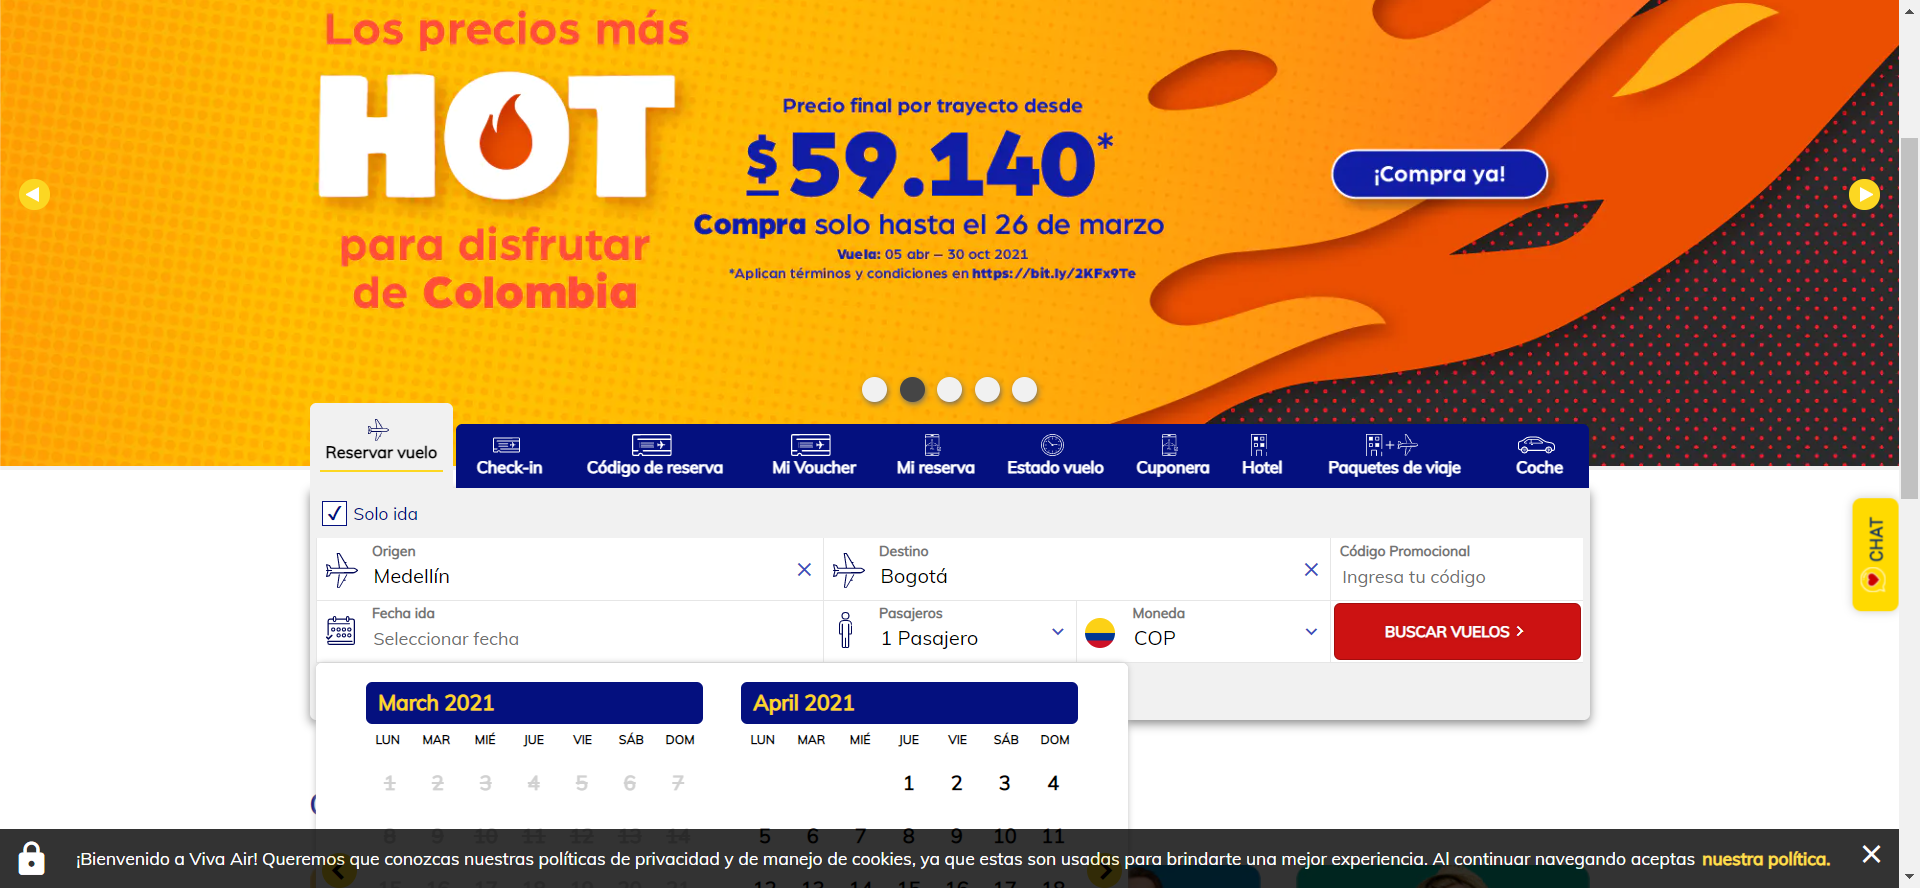 Los precios más
HOT
para disfrutar
de Colombia
Precio final por trayecto desde
$59.140*
Compra solo hasta el 26 de marzo
Vuela: 05 abr – 30 oct 2021
*Aplican términos y condiciones en https://bit.ly/2KFx9Te
¡Compra ya!
Reservar vuelo
Check-in
Código de reserva
Mi Voucher
Mi reserva
Estado vuelo
Cuponera
Hotel
Paquetes de viaje
Coche
Solo ida
Origen
Medellín
Destino
Bogotá
Código Promocional
Ingresa tu código
Fecha ida
Seleccionar fecha
Pasajeros
1 Pasajero
Moneda
COP
BUSCAR VUELOS
CHAT
March 2021
LUN MAR MIÉ JUE VIE SÁB DOM
1 2 3 4 5 6 7
8 9 10 11 12 13 14
15 16 17 18 19 20 21
April 2021
LUN MAR MIÉ JUE VIE SÁB DOM
1 2 3 4
5 6 7 8 9 10 11
12 13 14 15 16 17 18
¡Bienvenido a Viva Air! Queremos que conozcas nuestras políticas de privacidad y de manejo de cookies, ya que estas son usadas para brindarte una mejor experiencia. Al continuar navegando aceptas nuestra política.